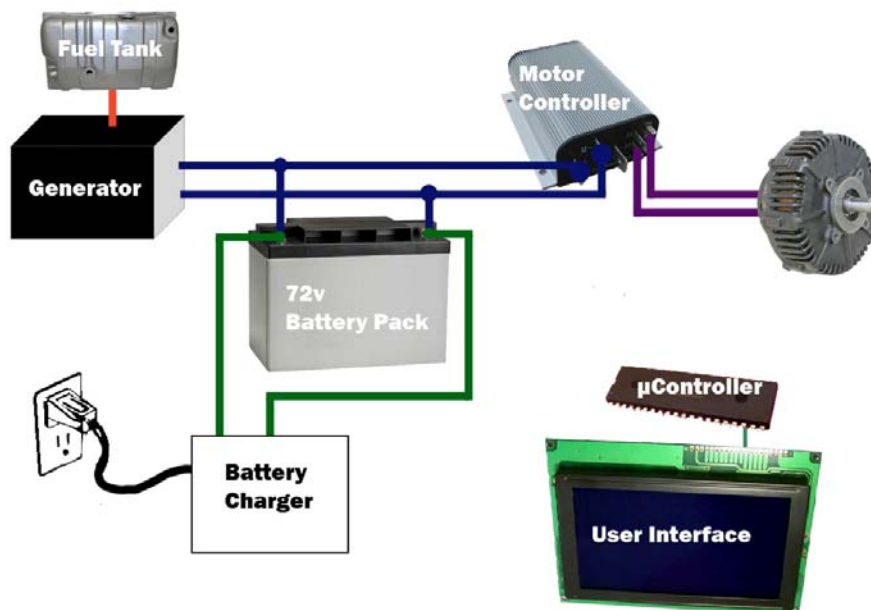 Fuel Tank
Motor
Controller
Generator
72v
Battery Pack
µController
Battery
Charger
User Interface